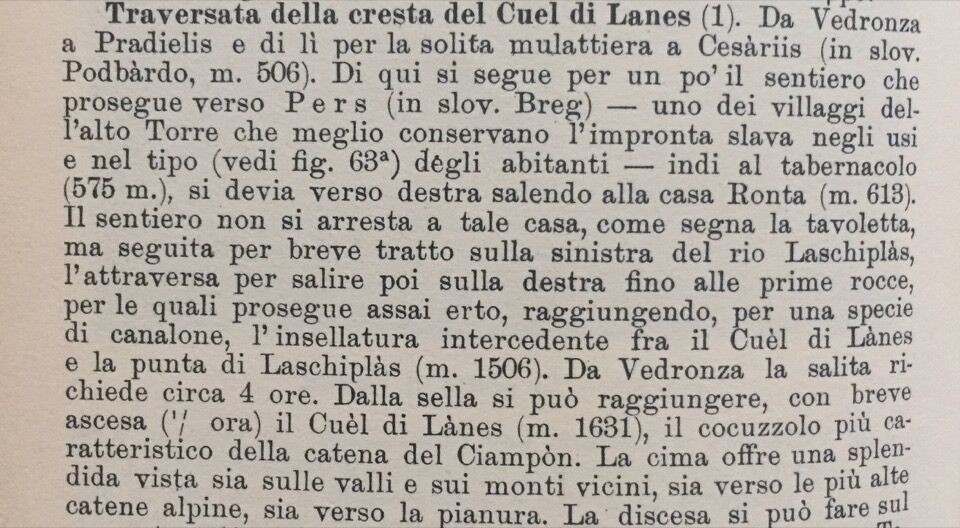 Traversata della cresta del Cuel di Lanes (1). Da Vedronza
a Pradielis e di lì per la solita mulattiera a Cesàriis (in slov.
Podbàrdo, m. 506). Di qui si segue per un po' il sentiero che
prosegue verso Pers (in slov. Breg) — uno dei villaggi del-
l'alto Torre che meglio conservano l'impronta slava negli usi
e nel tipo (vedi fig. 63ª) degli abitanti — indi al tabernacolo
(575 m.), si devia verso destra salendo alla casa Ronta (m. 613).
Il sentiero non si arresta a tale casa, come segna la tavoletta,
ma seguita per breve tratto sulla sinistra del rio Laschiplàs,
l'attraversa per salire poi sulla destra fino alle prime rocce,
per le quali prosegue assai erto, raggiungendo, per una specie
di canalone, l'insellatura intercedente fra il Cuèl di Lànes
e la punta di Laschiplàs (m. 1506). Da Vedronza la salita ri-
chiede circa 4 ore. Dalla sella si può raggiungere, con breve
ascesa ( ora) il Cuèl di Lànes (m. 1631), il cocuzzolo più ca-
ratteristico della catena del Ciampòn. La cima offre una splen-
dida vista sia sulle valli e sui monti vicini, sia verso le più alte
catene alpine, sia verso la pianura. La discesa si può fare sul